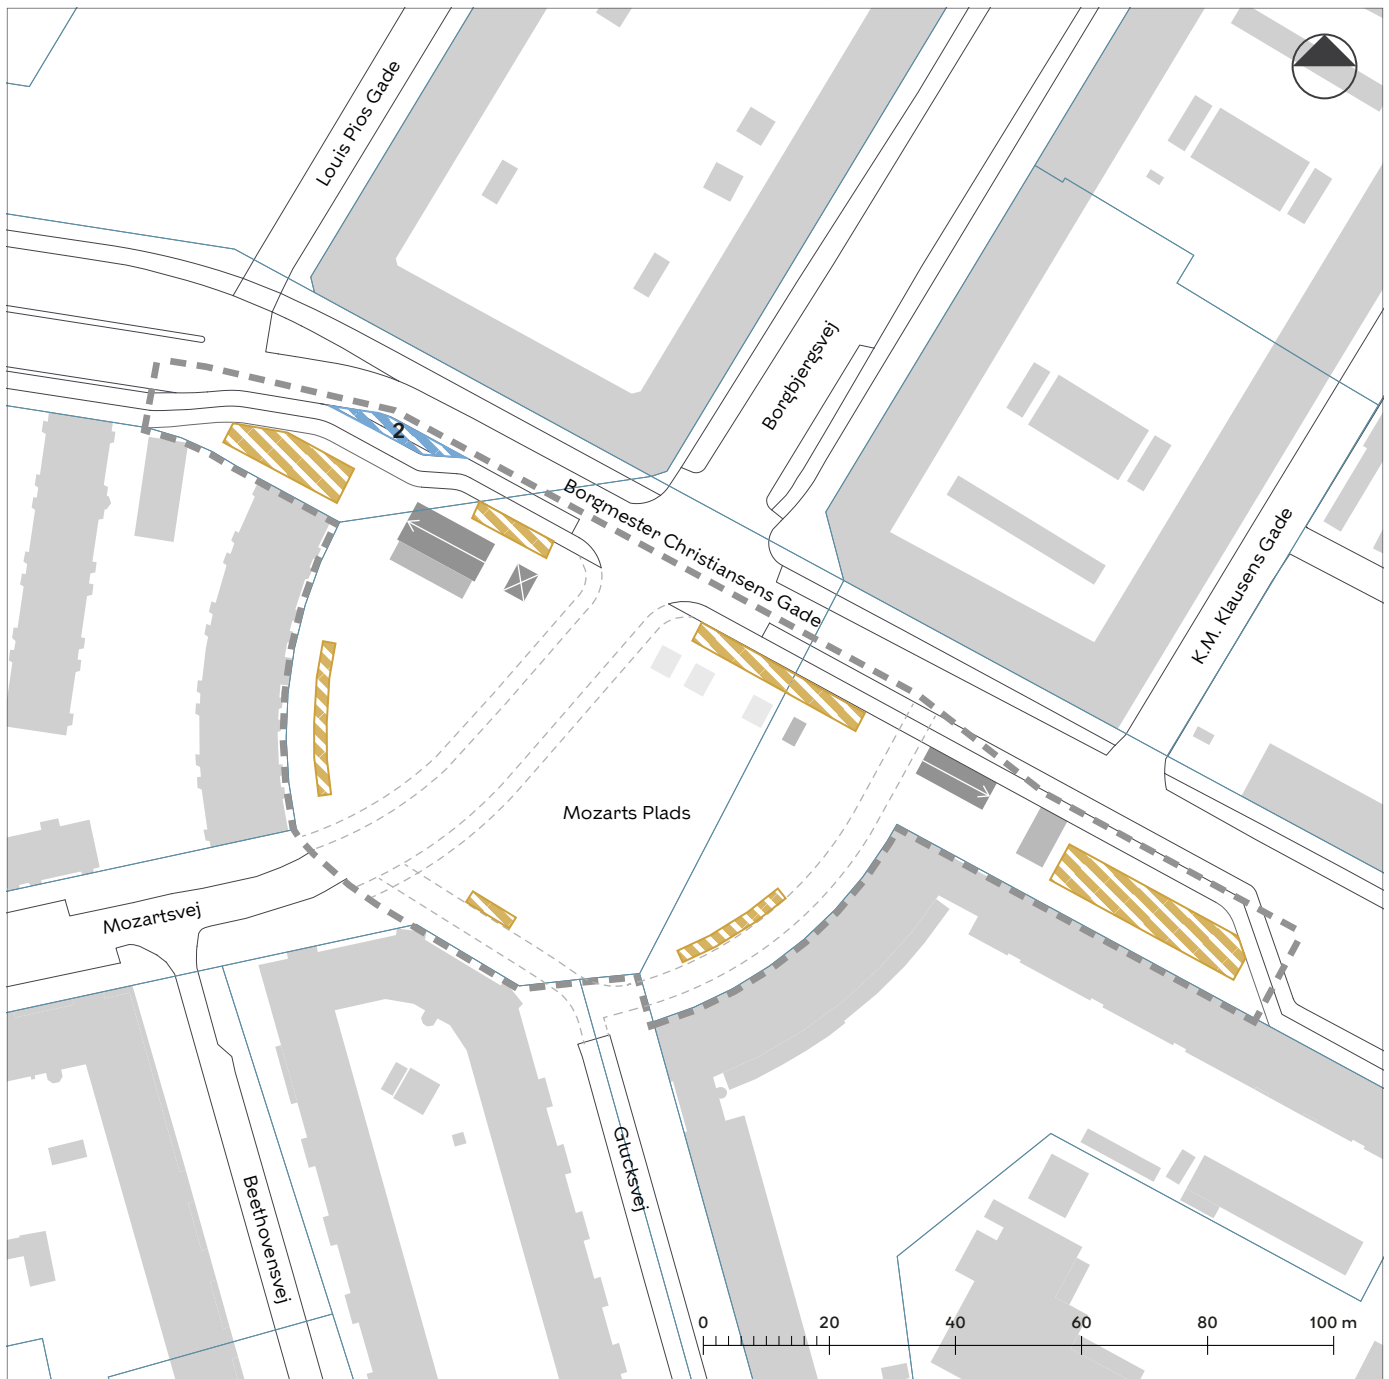 Louis Pios Gade
Borgbjergsvej
2
Borgmester Christiansens Gade
K.M. Klausens Gade
Mozarts Plads
Mozartsvej
Glucksvej
Beethovensvej
0 20 40 60 80 100 m